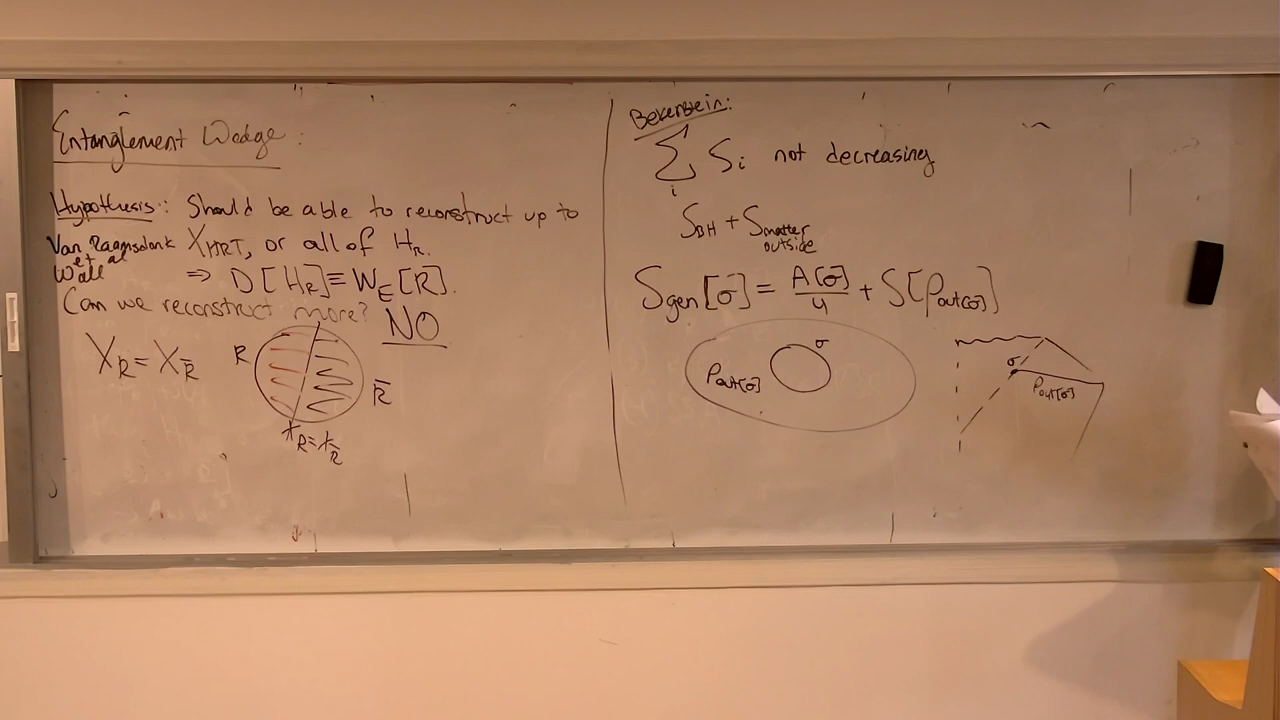 Entanglement Wedge:
Hypothesis: Should be able to reconstruct up to
Van Raamsdonk et al X_HRT, or all of H_R.
Wall ⇒ D[H_R] ≡ W_E[R].
Can we reconstruct more? NO
X_R = X_R̄
R
R̄
X_R = X_R̄
Bekenstein:
∑_i S_i not decreasing
S_BH + S_matter outside
S_gen[σ] = A[σ]/4 + S[ρ_out[σ]]
σ
ρ_out[σ]
σ
ρ_out[σ]